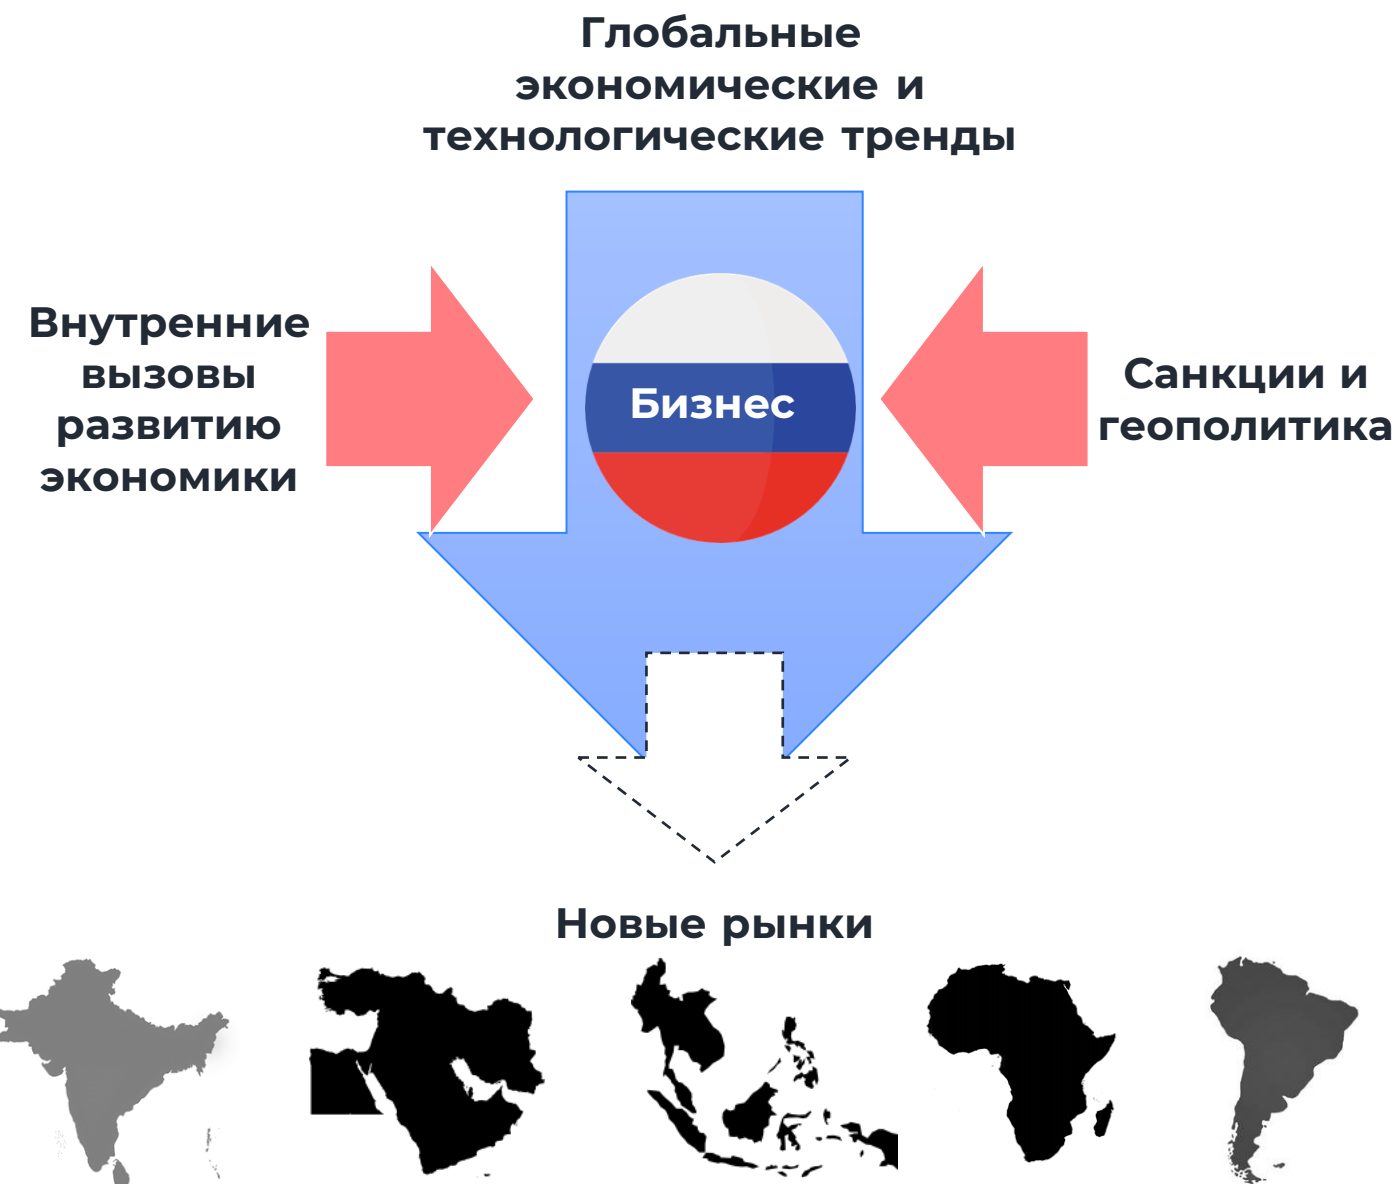 Глобальные
экономические и
технологические тренды
Внутренние
вызовы
развитию
экономики
Бизнес
Санкции и
геополитика
Новые рынки